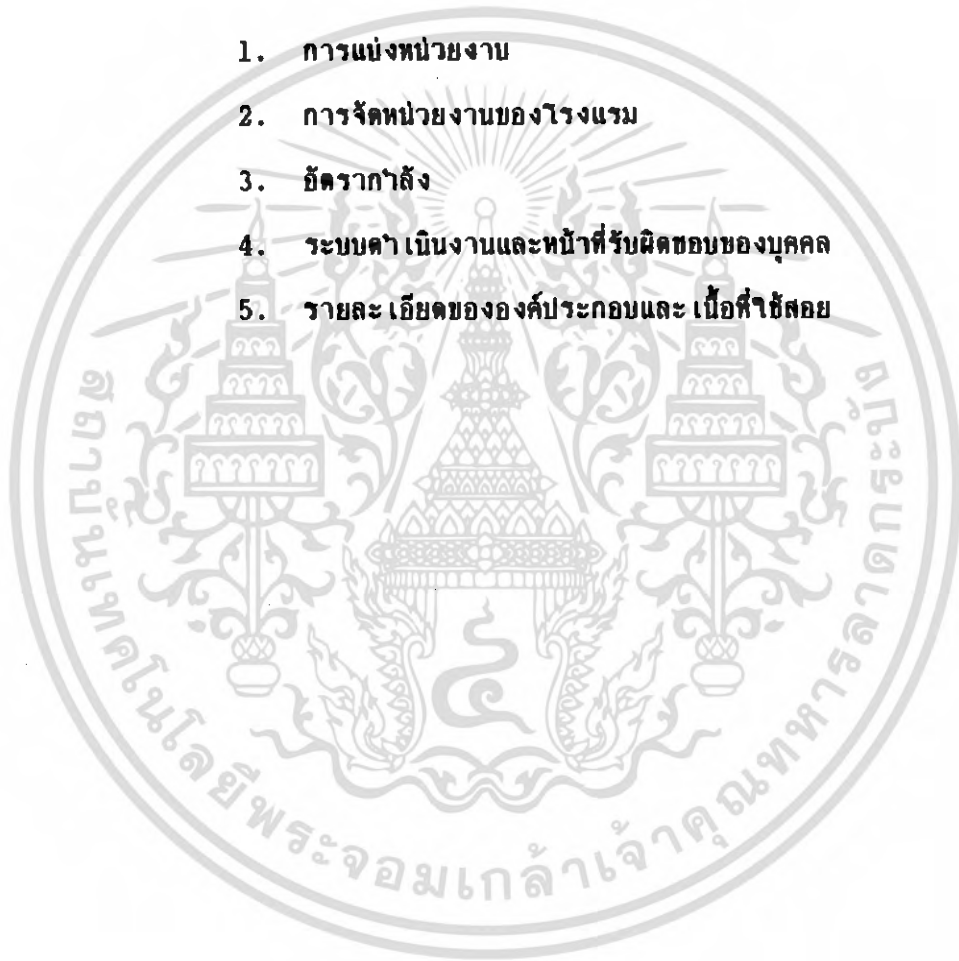 1. การแบ่งหน่วยงาน
2. การจัดหน่วยงานของโรงแรม
3. อัตรากำลัง
4. ระบบดำเนินงานและหน้าที่รับผิดชอบของบุคคล
5. รายละเอียดขององค์ประกอบและเนื้อที่ใช้สอย
สถาบันเทคโนโลยีพระจอมเกล้าเจ้าคุณทหารลาดกระบัง
๔